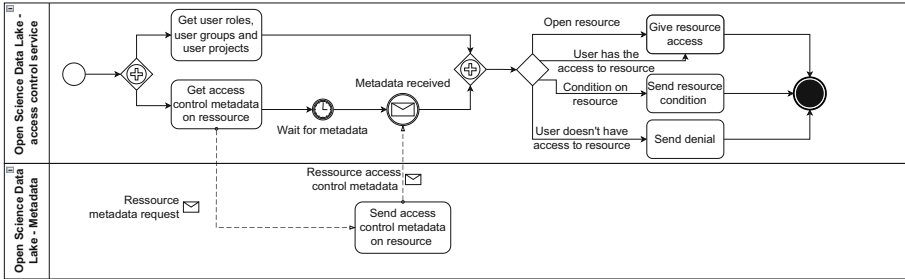 Open Science Data Lake -
access control service
Get user roles,
user groups and
user projects
Get access
control metadata
on ressource
Wait for metadata
Metadata received
Open resource
User has the
access to resource
Condition on
resource
User doesn't have
access to resource
Give resource
access
Send resource
condition
Send denial
Open Science Data
Lake - Metadata
Ressource
metadata request
Ressource access
control metadata
Send access
control metadata
on resource